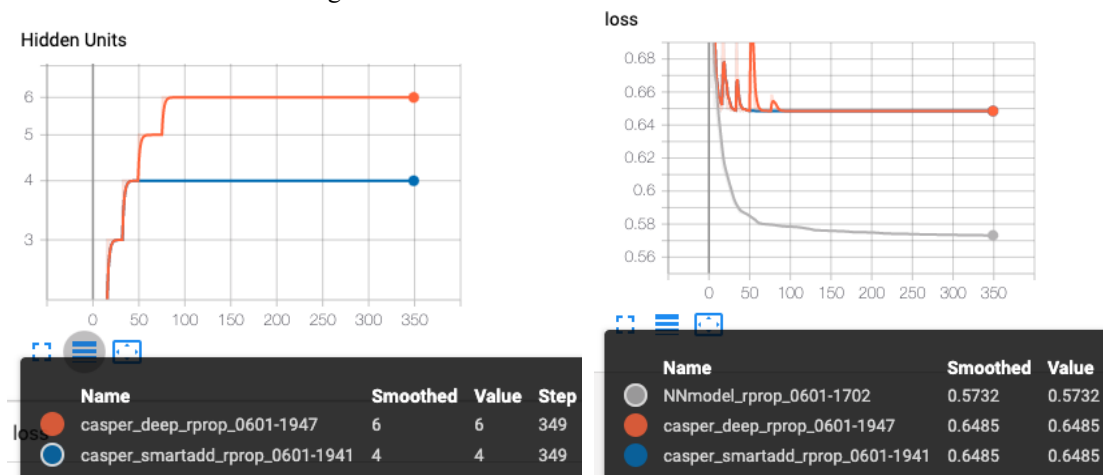 Hidden Units
6
5
4
3
0 50 100 150 200 250 300 350
Name Smoothed Value Step
casper_deep_rprop_0601-1947 6 6 349
loss
casper_smartadd_rprop_0601-1941 4 4 349
loss
0.68
0.66
0.64
0.62
0.6
0.58
0.56
0 50 100 150 200 250 300 350
Name Smoothed Value
NNmodel_rprop_0601-1702 0.5732 0.5732
casper_deep_rprop_0601-1947 0.6485 0.6485
casper_smartadd_rprop_0601-1941 0.6485 0.6485